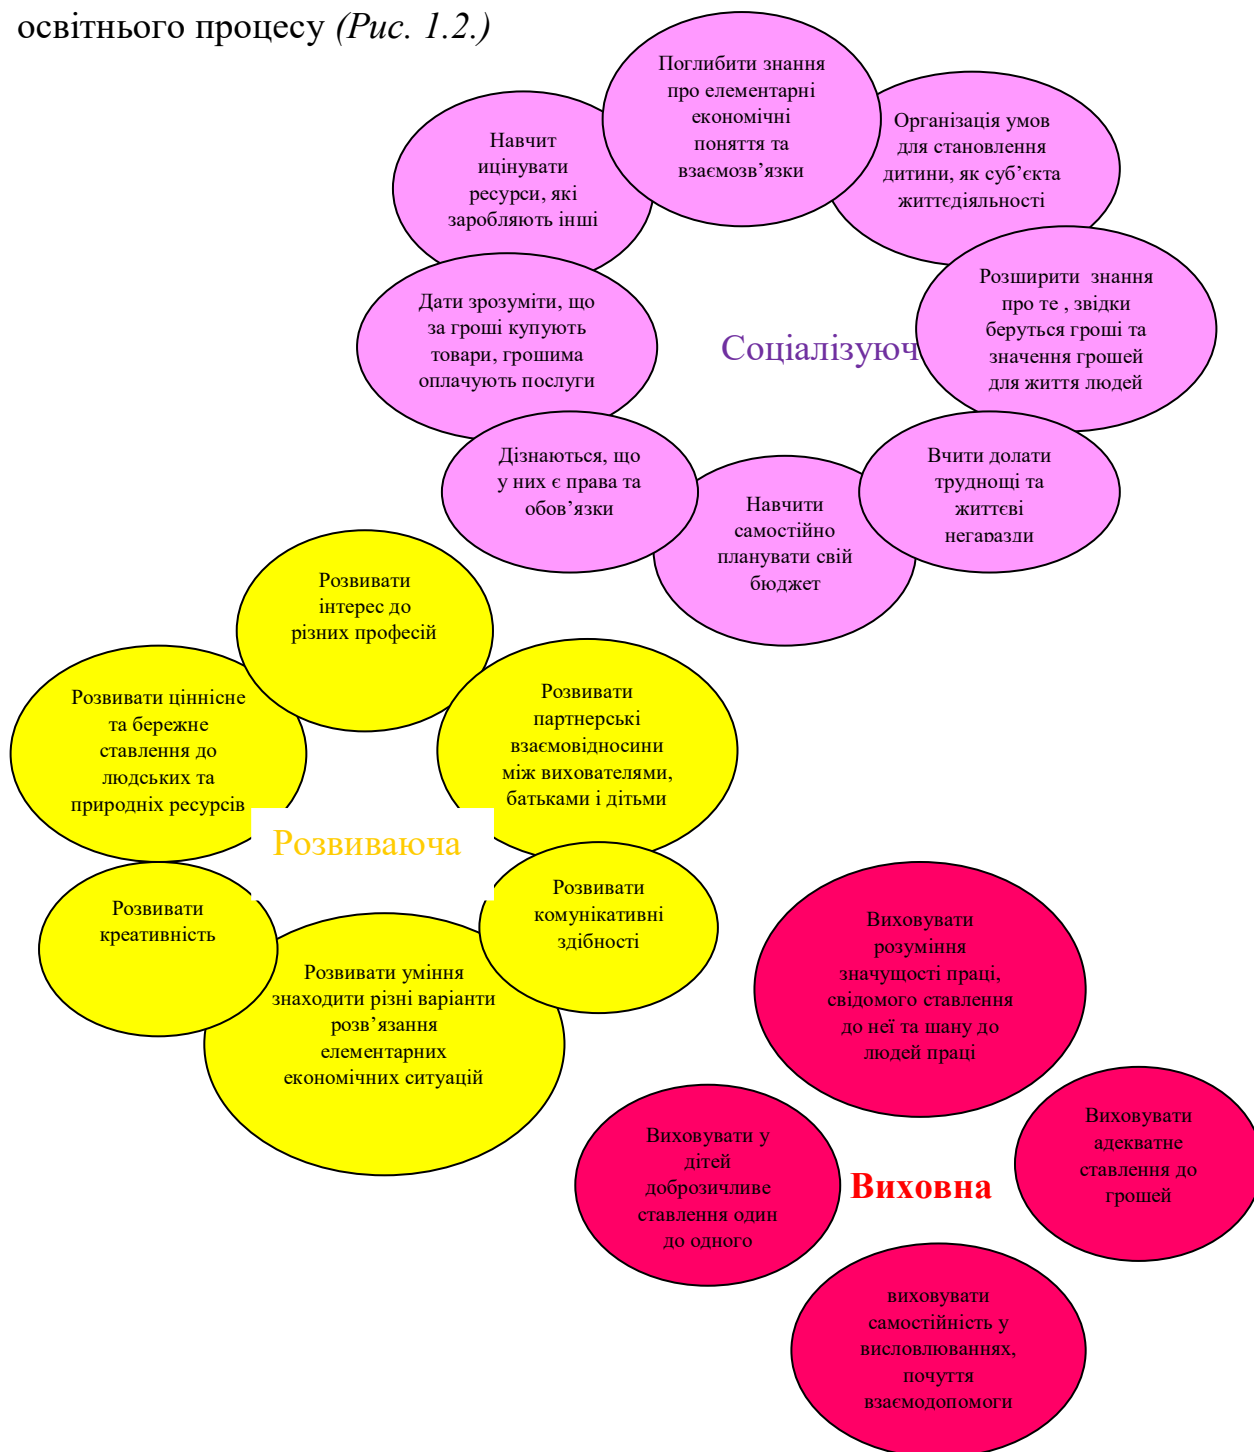 освітнього процесу (Рис. 1.2.)
Поглибити знання
про елементарні
економічні
поняття та
взаємозв’язки
Навчит
ицінувати
ресурси, які
заробляють інші
Організація умов
для становлення
дитини, як суб’єкта
життєдіяльності
Дати зрозуміти, що
за гроші купують
товари, грошима
оплачують послуги
Соціалізуюч
Розширити знання
про те , звідки
беруться гроші та
значення грошей
для життя людей
Дізнаються, що
у них є права та
обов’язки
Навчити
самостійно
планувати свій
бюджет
Вчити долати
труднощі та
життєві
негаразди
Розвивати
інтерес до
різних професій
Розвивати ціннісне
та бережне
ставлення до
людських та
природніх ресурсів
Розвивати
партнерські
взаємовідносини
між вихователями,
батьками і дітьми
Розвиваюча
Розвивати
креативність
Розвивати
комунікативні
здібності
Розвивати уміння
знаходити різні варіанти
розв’язання
елементарних
економічних ситуацій
Виховувати
розуміння
значущості праці,
свідомого ставлення
до неї та шану до
людей праці
Виховувати у
дітей
доброзичливе
ставлення один
до одного
Виховна
Виховувати
адекватне
ставлення до
грошей
виховувати
самостійність у
висловлюваннях,
почуття
взаємодопомоги